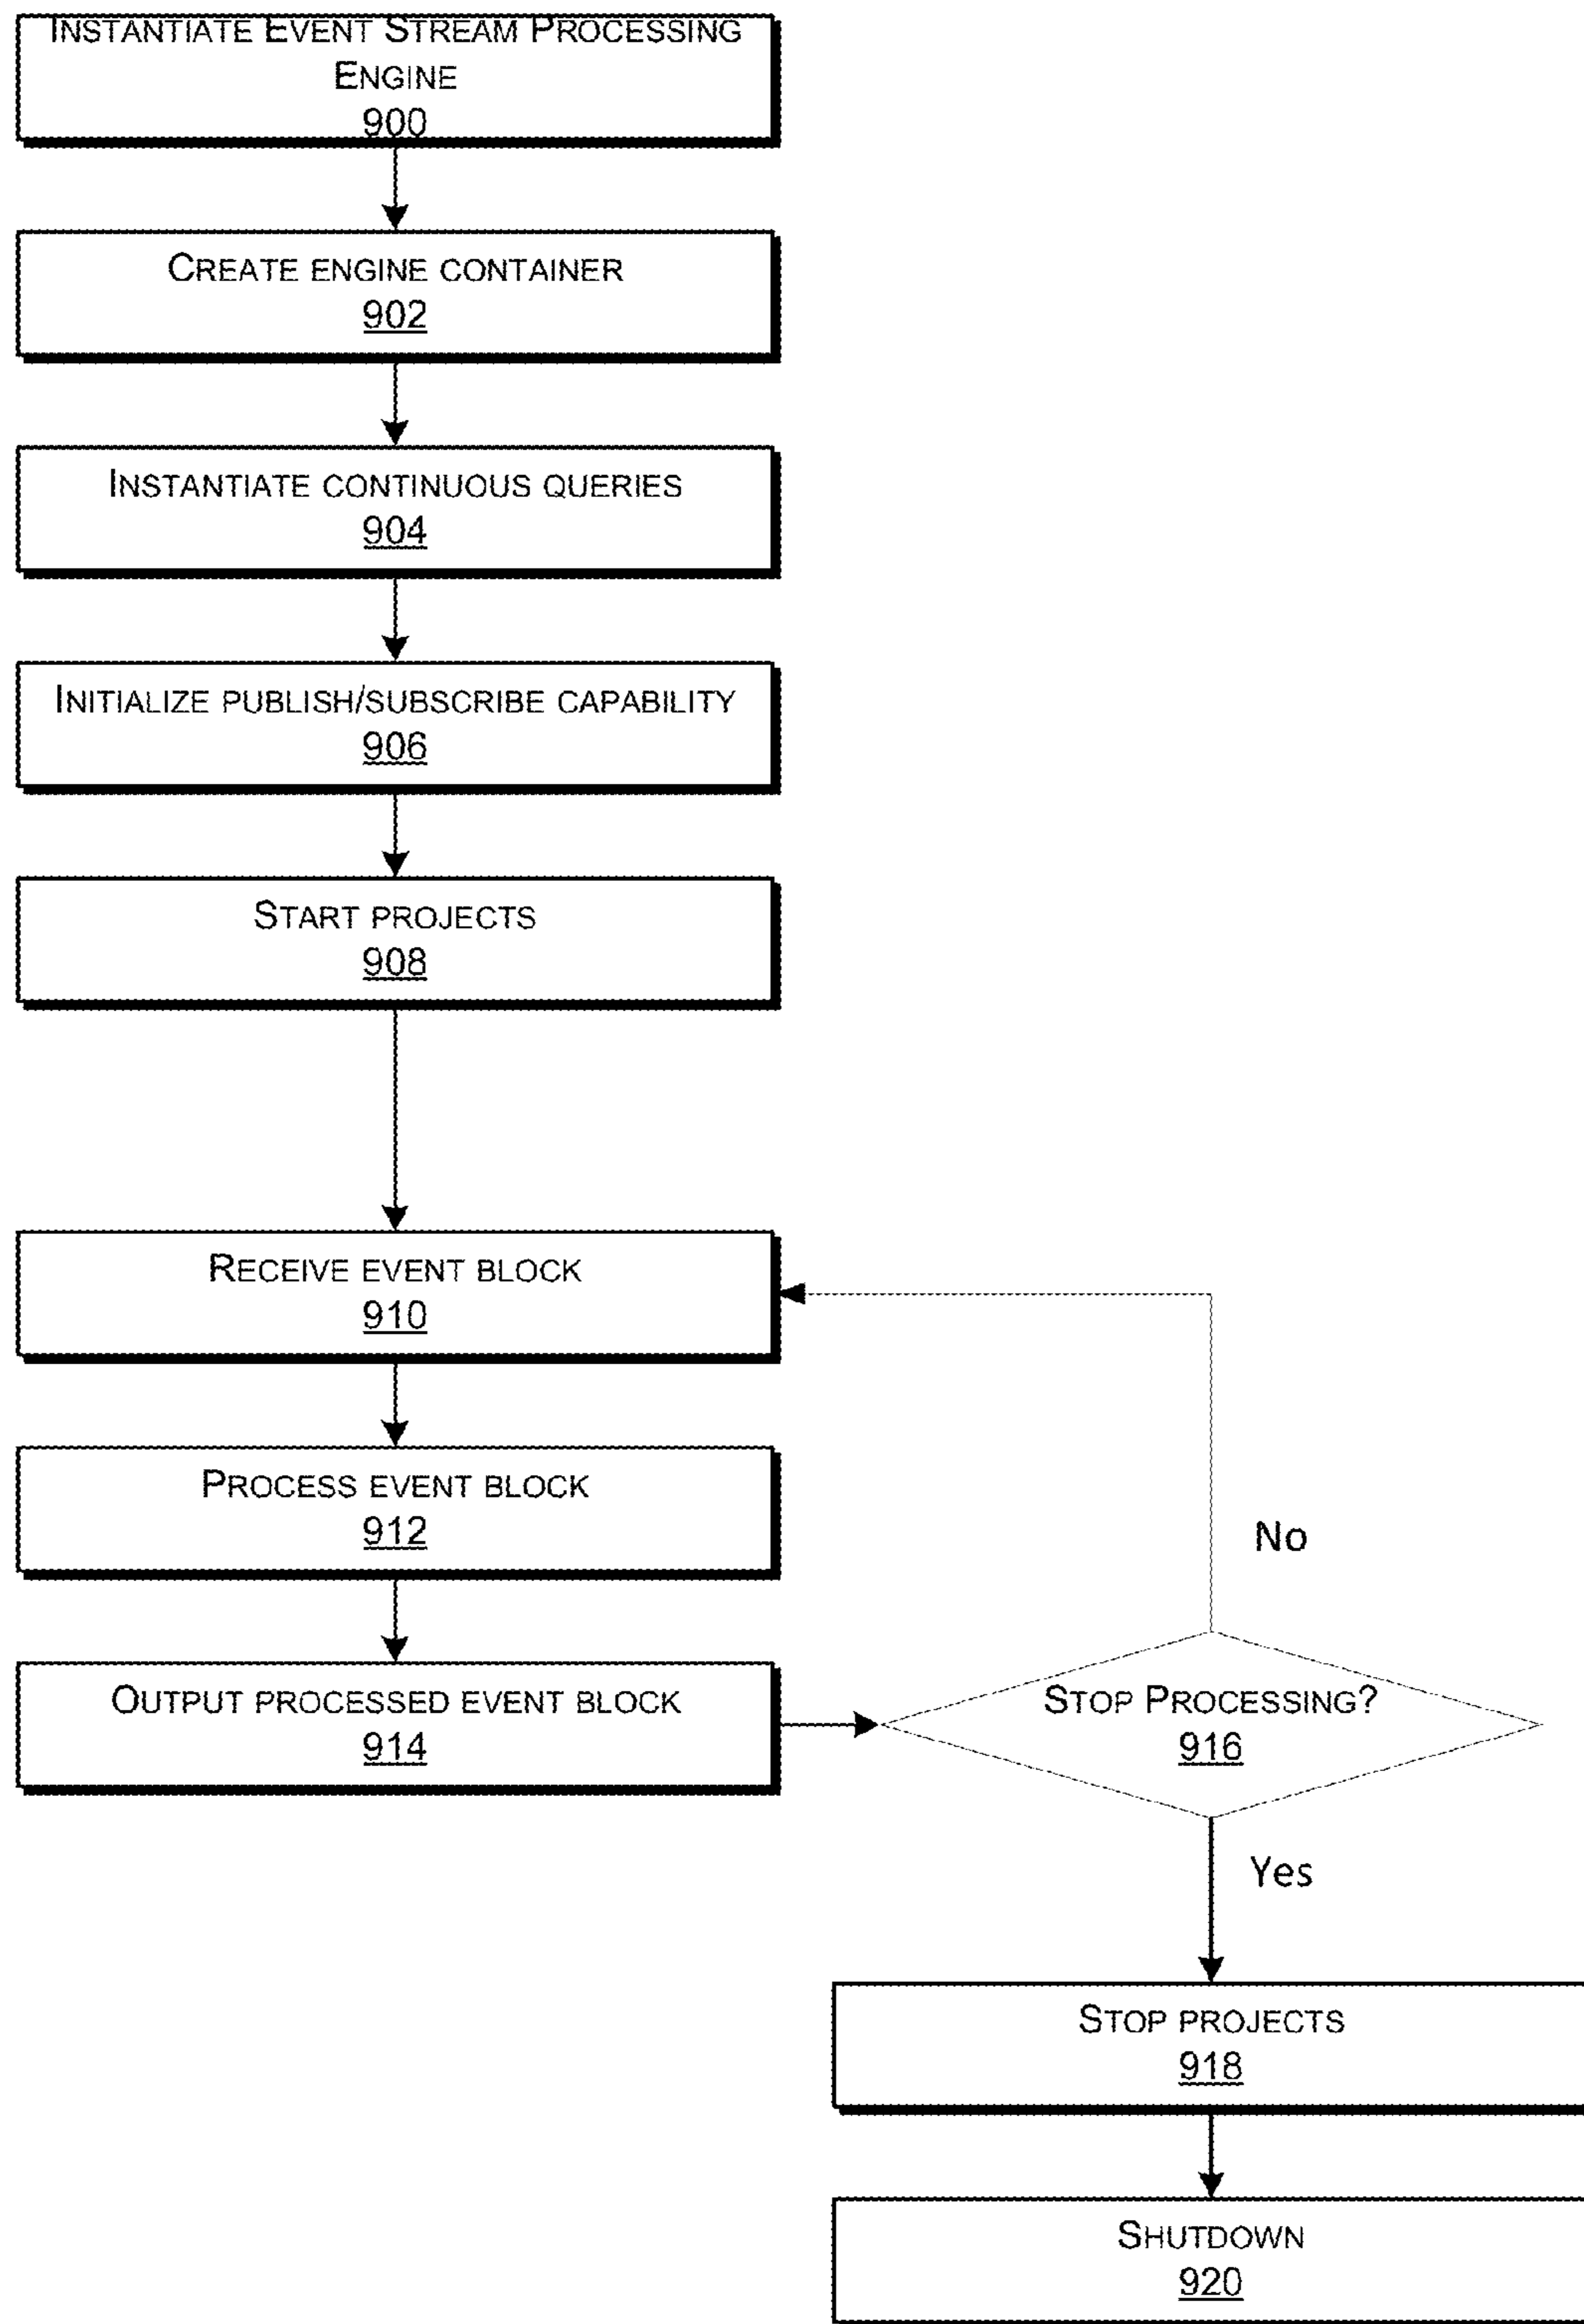 INSTANTIATE EVENT STREAM PROCESSING
ENGINE
900
CREATE ENGINE CONTAINER
902
INSTANTIATE CONTINUOUS QUERIES
904
INITIALIZE PUBLISH/SUBSCRIBE CAPABILITY
906
START PROJECTS
908
RECEIVE EVENT BLOCK
910
PROCESS EVENT BLOCK
912
No
OUTPUT PROCESSED EVENT BLOCK
914
STOP PROCESSING?
916
Yes
STOP PROJECTS
918
SHUTDOWN
920